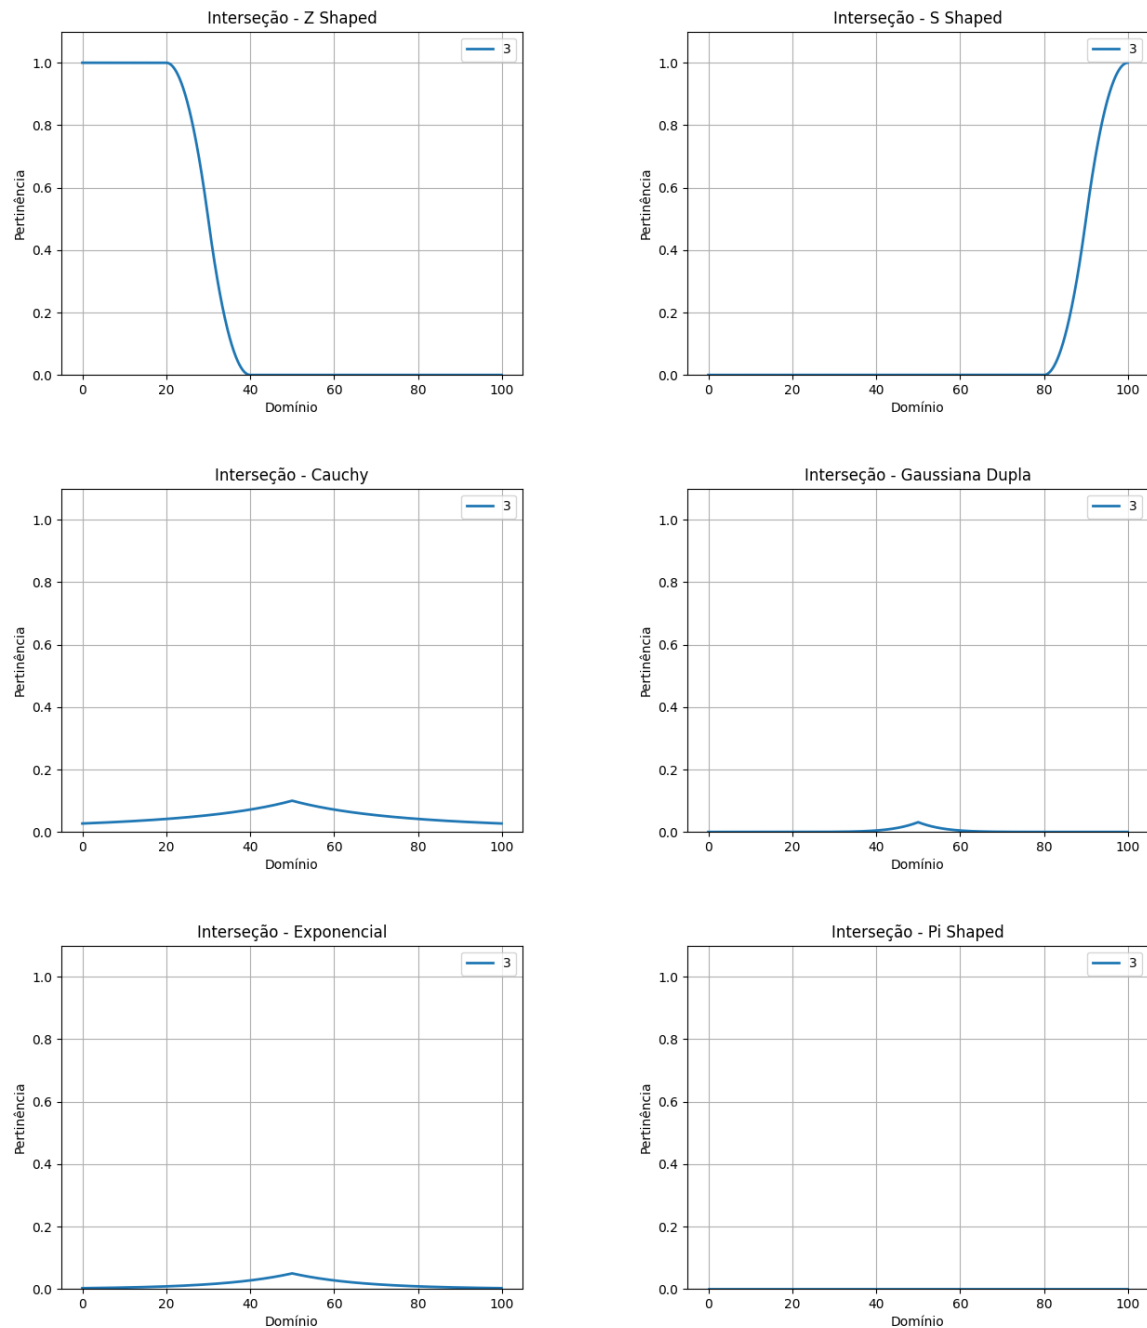 Interseção - Z Shaped
3
Pertinência
1.0
0.8
0.6
0.4
0.2
0.0
0 20 40 60 80 100
Domínio
Interseção - S Shaped
3
Pertinência
1.0
0.8
0.6
0.4
0.2
0.0
0 20 40 60 80 100
Domínio
Interseção - Cauchy
3
Pertinência
1.0
0.8
0.6
0.4
0.2
0.0
0 20 40 60 80 100
Domínio
Interseção - Gaussiana Dupla
3
Pertinência
1.0
0.8
0.6
0.4
0.2
0.0
0 20 40 60 80 100
Domínio
Interseção - Exponencial
3
Pertinência
1.0
0.8
0.6
0.4
0.2
0.0
0 20 40 60 80 100
Domínio
Interseção - Pi Shaped
3
Pertinência
1.0
0.8
0.6
0.4
0.2
0.0
0 20 40 60 80 100
Domínio